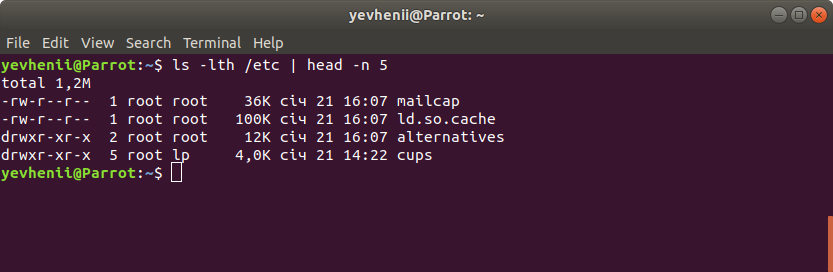 yevhenii@Parrot: ~
File Edit View Search Terminal Help
yevhenii@Parrot:~$ ls -lth /etc | head -n 5
total 1,2M
-rw-r--r--  1 root root    36K січ 21 16:07 mailcap
-rw-r--r--  1 root root   100K січ 21 16:07 ld.so.cache
drwxr-xr-x  2 root root    12K січ 21 16:07 alternatives
drwxr-xr-x  5 root lp     4,0K січ 21 14:22 cups
yevhenii@Parrot:~$